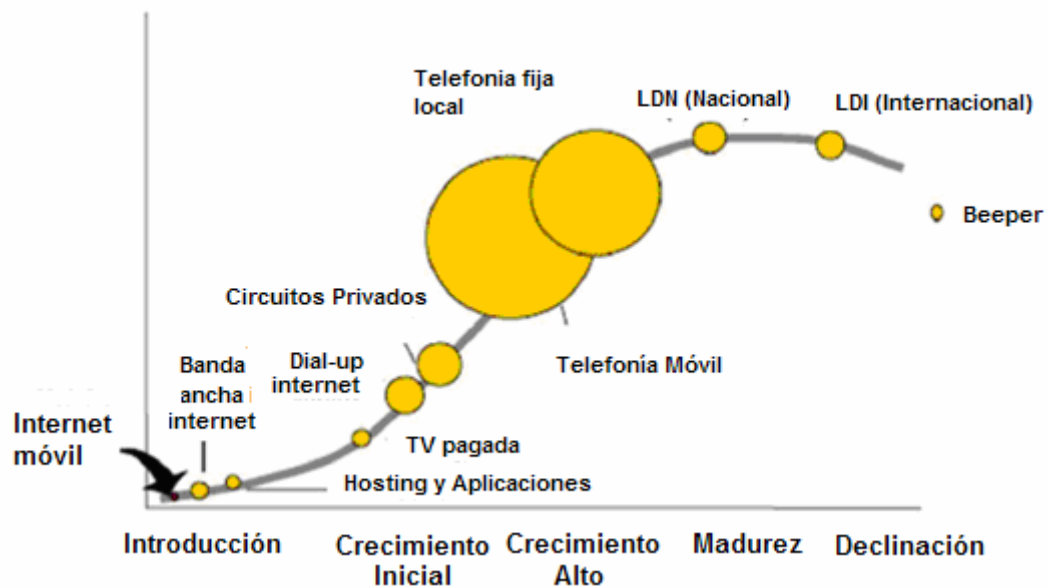 Telefonia fija
local
LDN (Nacional)
LDI (Internacional)
Beeper
Circuitos Privados
Banda
ancha
internet
Dial-up
internet
Telefonía Móvil
Internet
móvil
TV pagada
Hosting y Aplicaciones
Introducción
Crecimiento
Inicial
Crecimiento
Alto
Madurez
Declinación